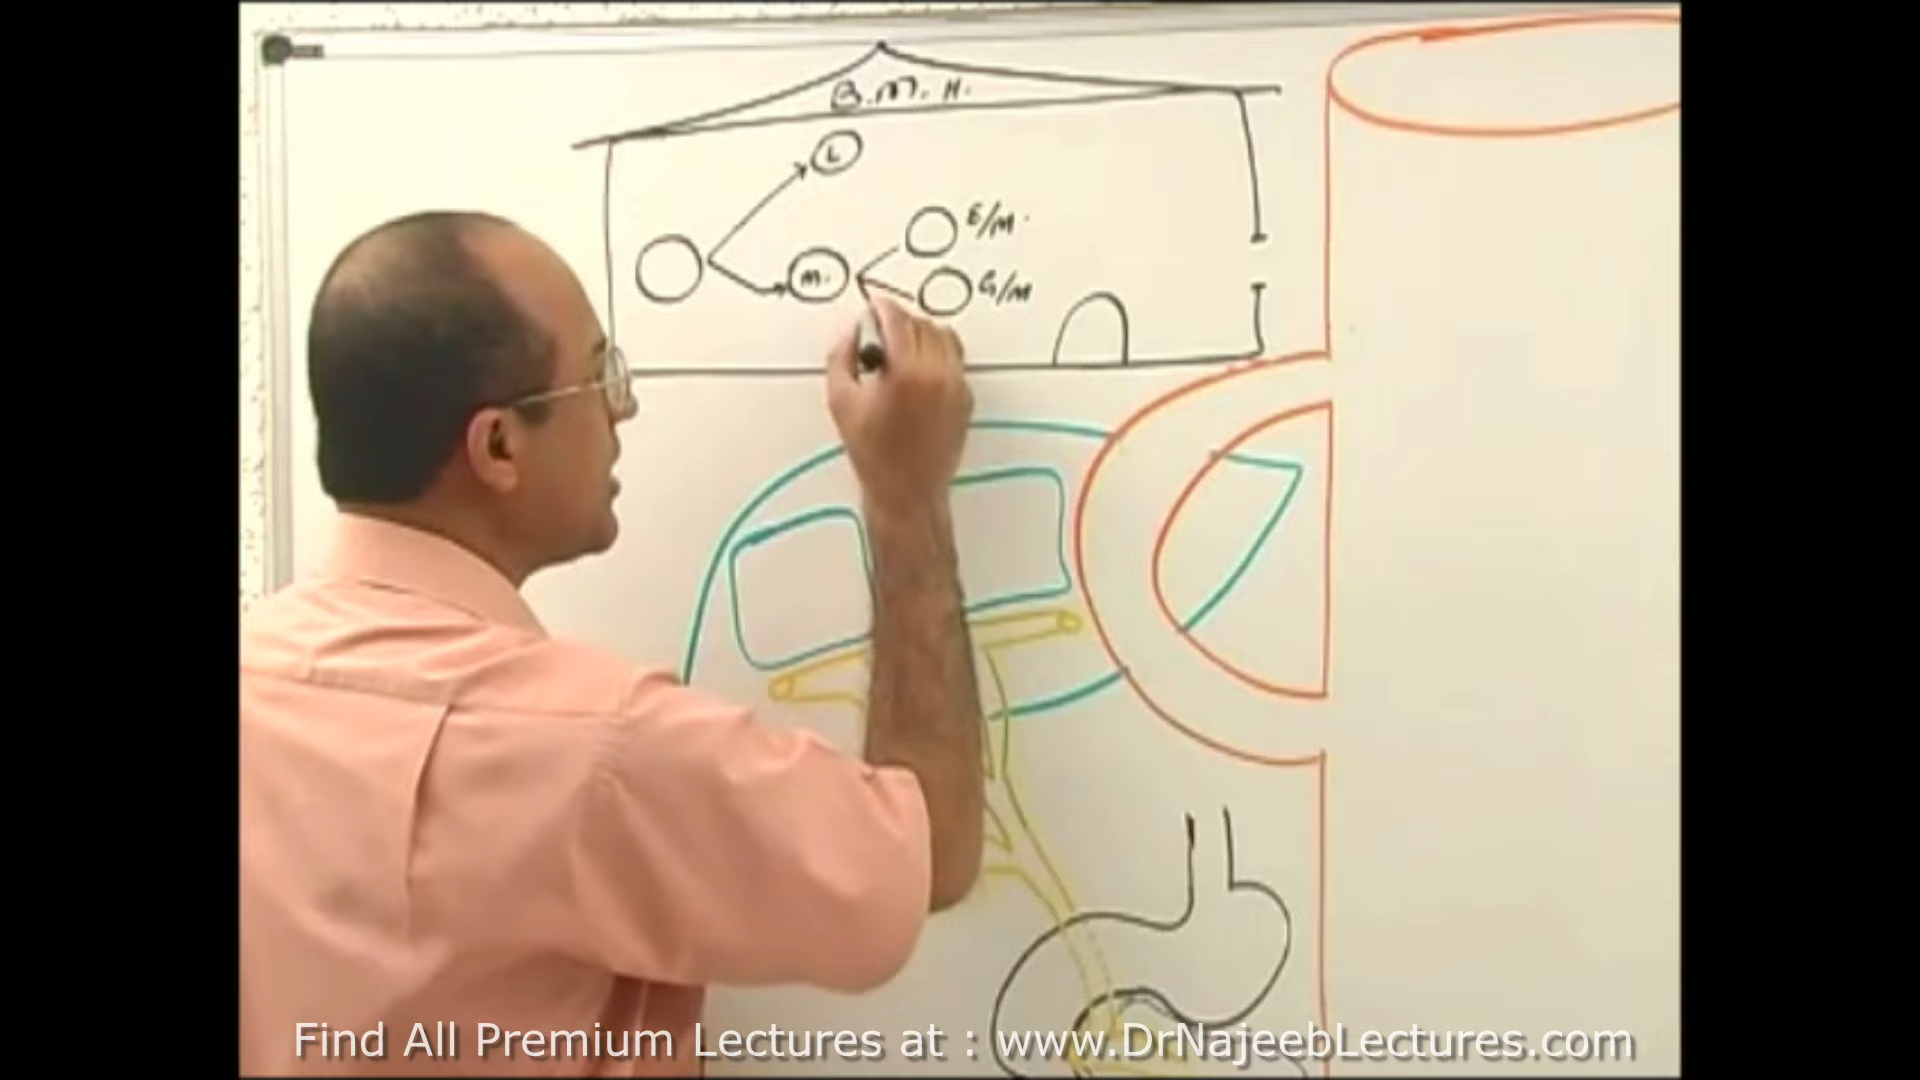 B.M.H.
L
E/M.
M.
G/M
Find All Premium Lectures at : www.DrNajeebLectures.com